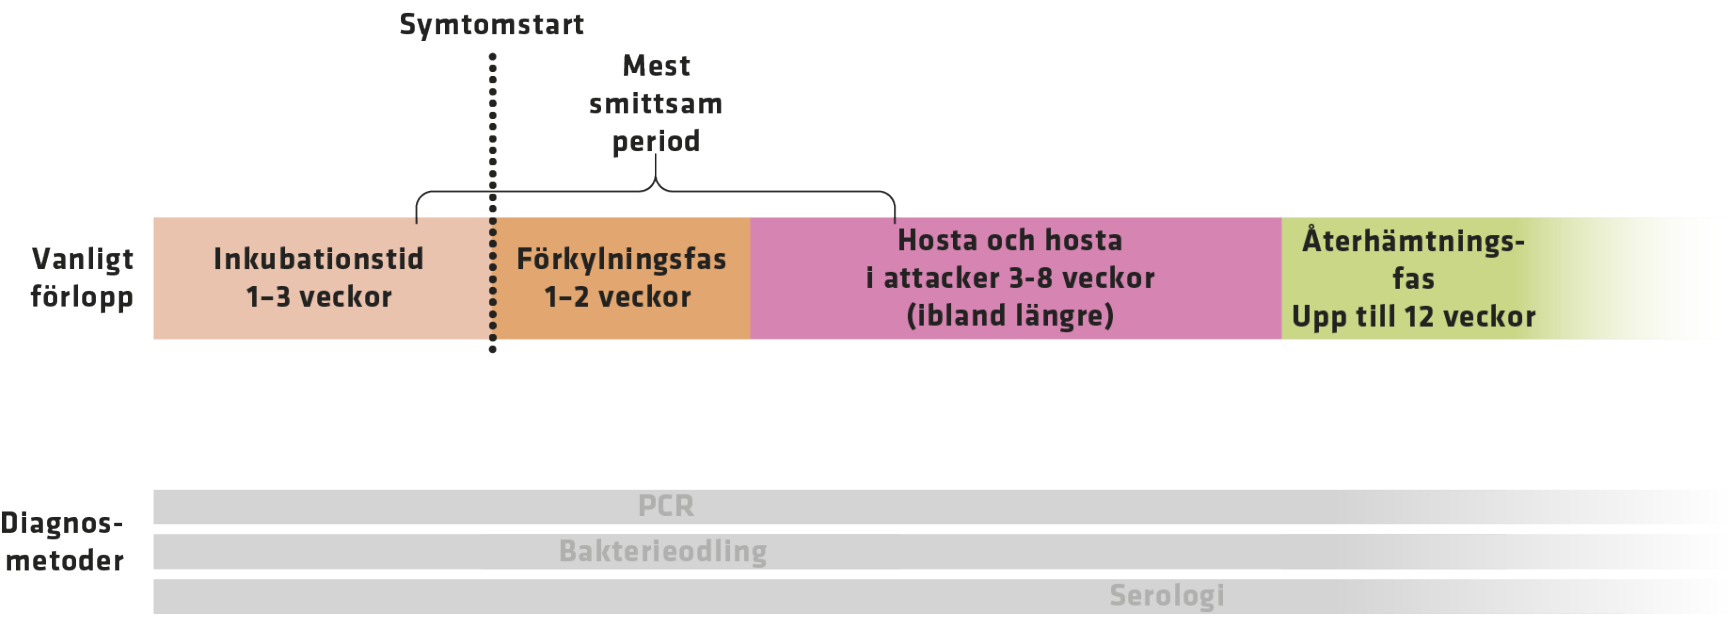 Symtomstart
Mest
smittsam
period
Vanligt
förlopp
Inkubationstid
1–3 veckor
Förkylningsfas
1–2 veckor
Hosta och hosta
i attacker 3-8 veckor
(ibland längre)
Återhämtnings-
fas
Upp till 12 veckor
Diagnos-
metoder
PCR
Bakterieodling
Serologi